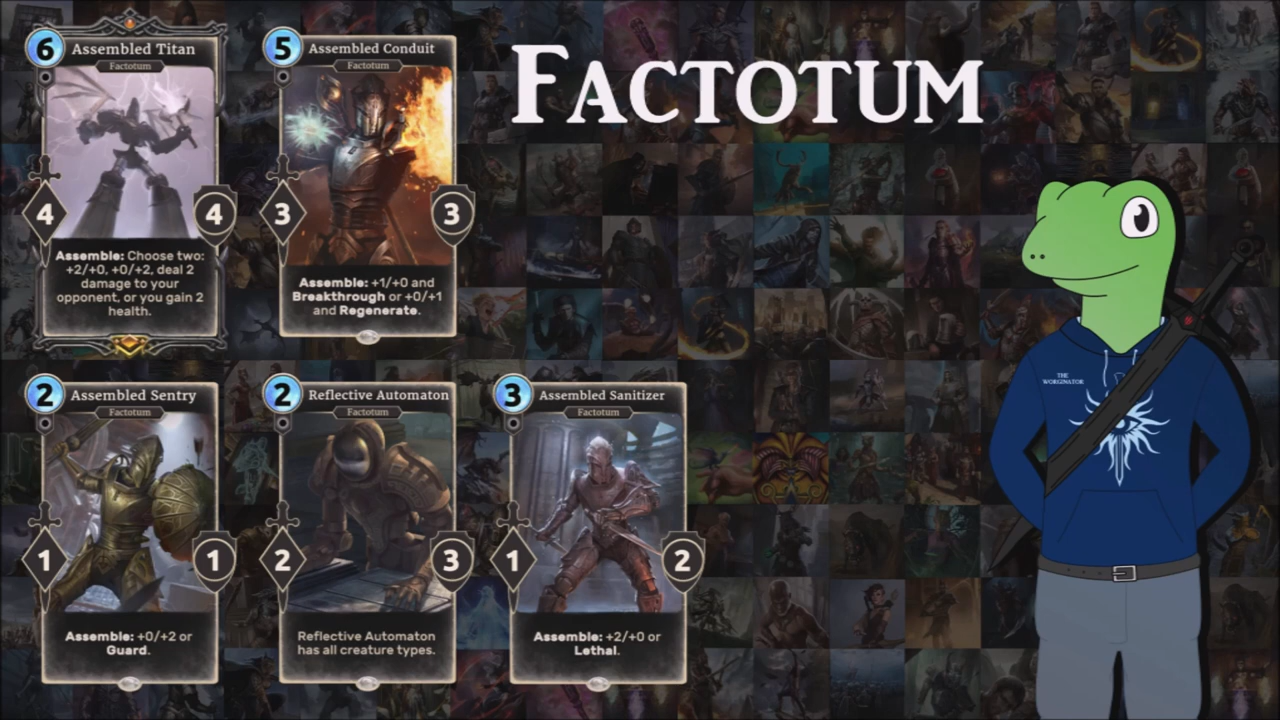 Factotum
6
Assembled Titan
Factotum
4
4
Assemble: Choose two:
+2/+0, +0/+2, deal 2
damage to your
opponent, or you gain 2
health.
5
Assembled Conduit
Factotum
3
3
Assemble: +1/+0 and
Breakthrough or +0/+1
and Regenerate.
2
Assembled Sentry
Factotum
1
1
Assemble: +0/+2 or
Guard.
2
Reflective Automaton
Factotum
2
3
Reflective Automaton
has all creature types.
3
Assembled Sanitizer
Factotum
1
2
Assemble: +2/+0 or
Lethal.
THE
WORGINATOR